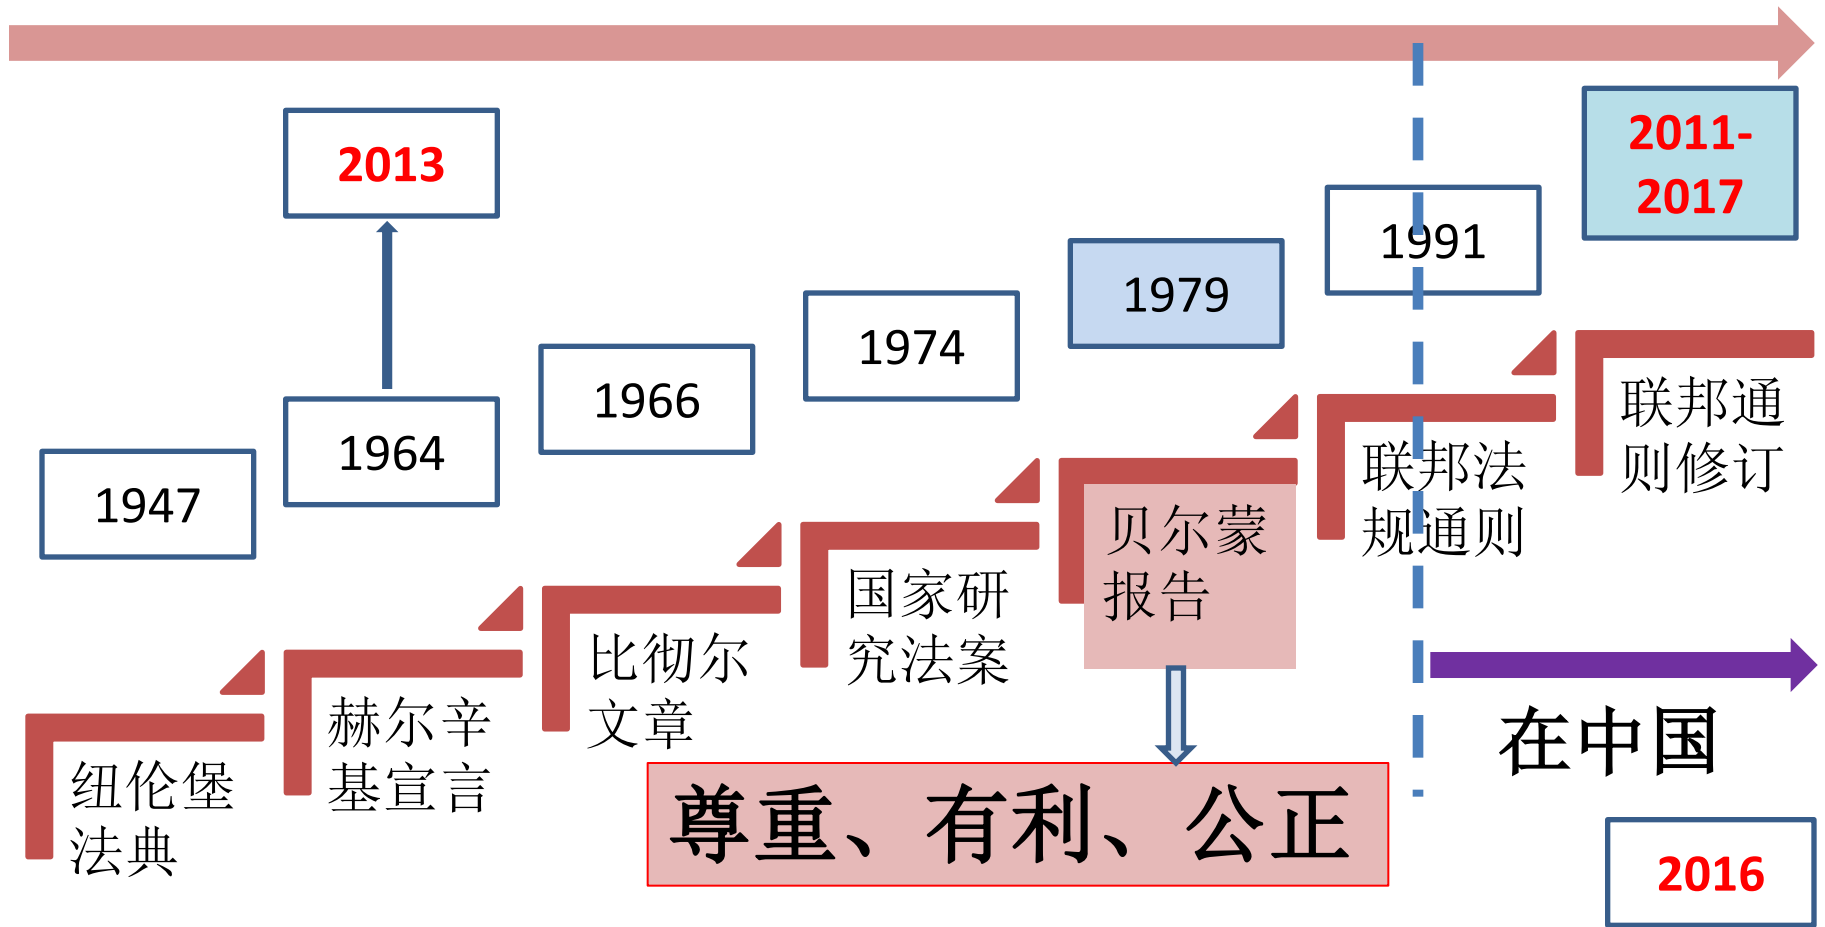 1947
纽伦堡
法典
2013
1964
赫尔辛
基宣言
1966
比彻尔
文章
1974
国家研
究法案
1979
贝尔蒙
报告
尊重、有利、公正
1991
联邦法
规通则
2011-
2017
联邦通
则修订
在中国
2016